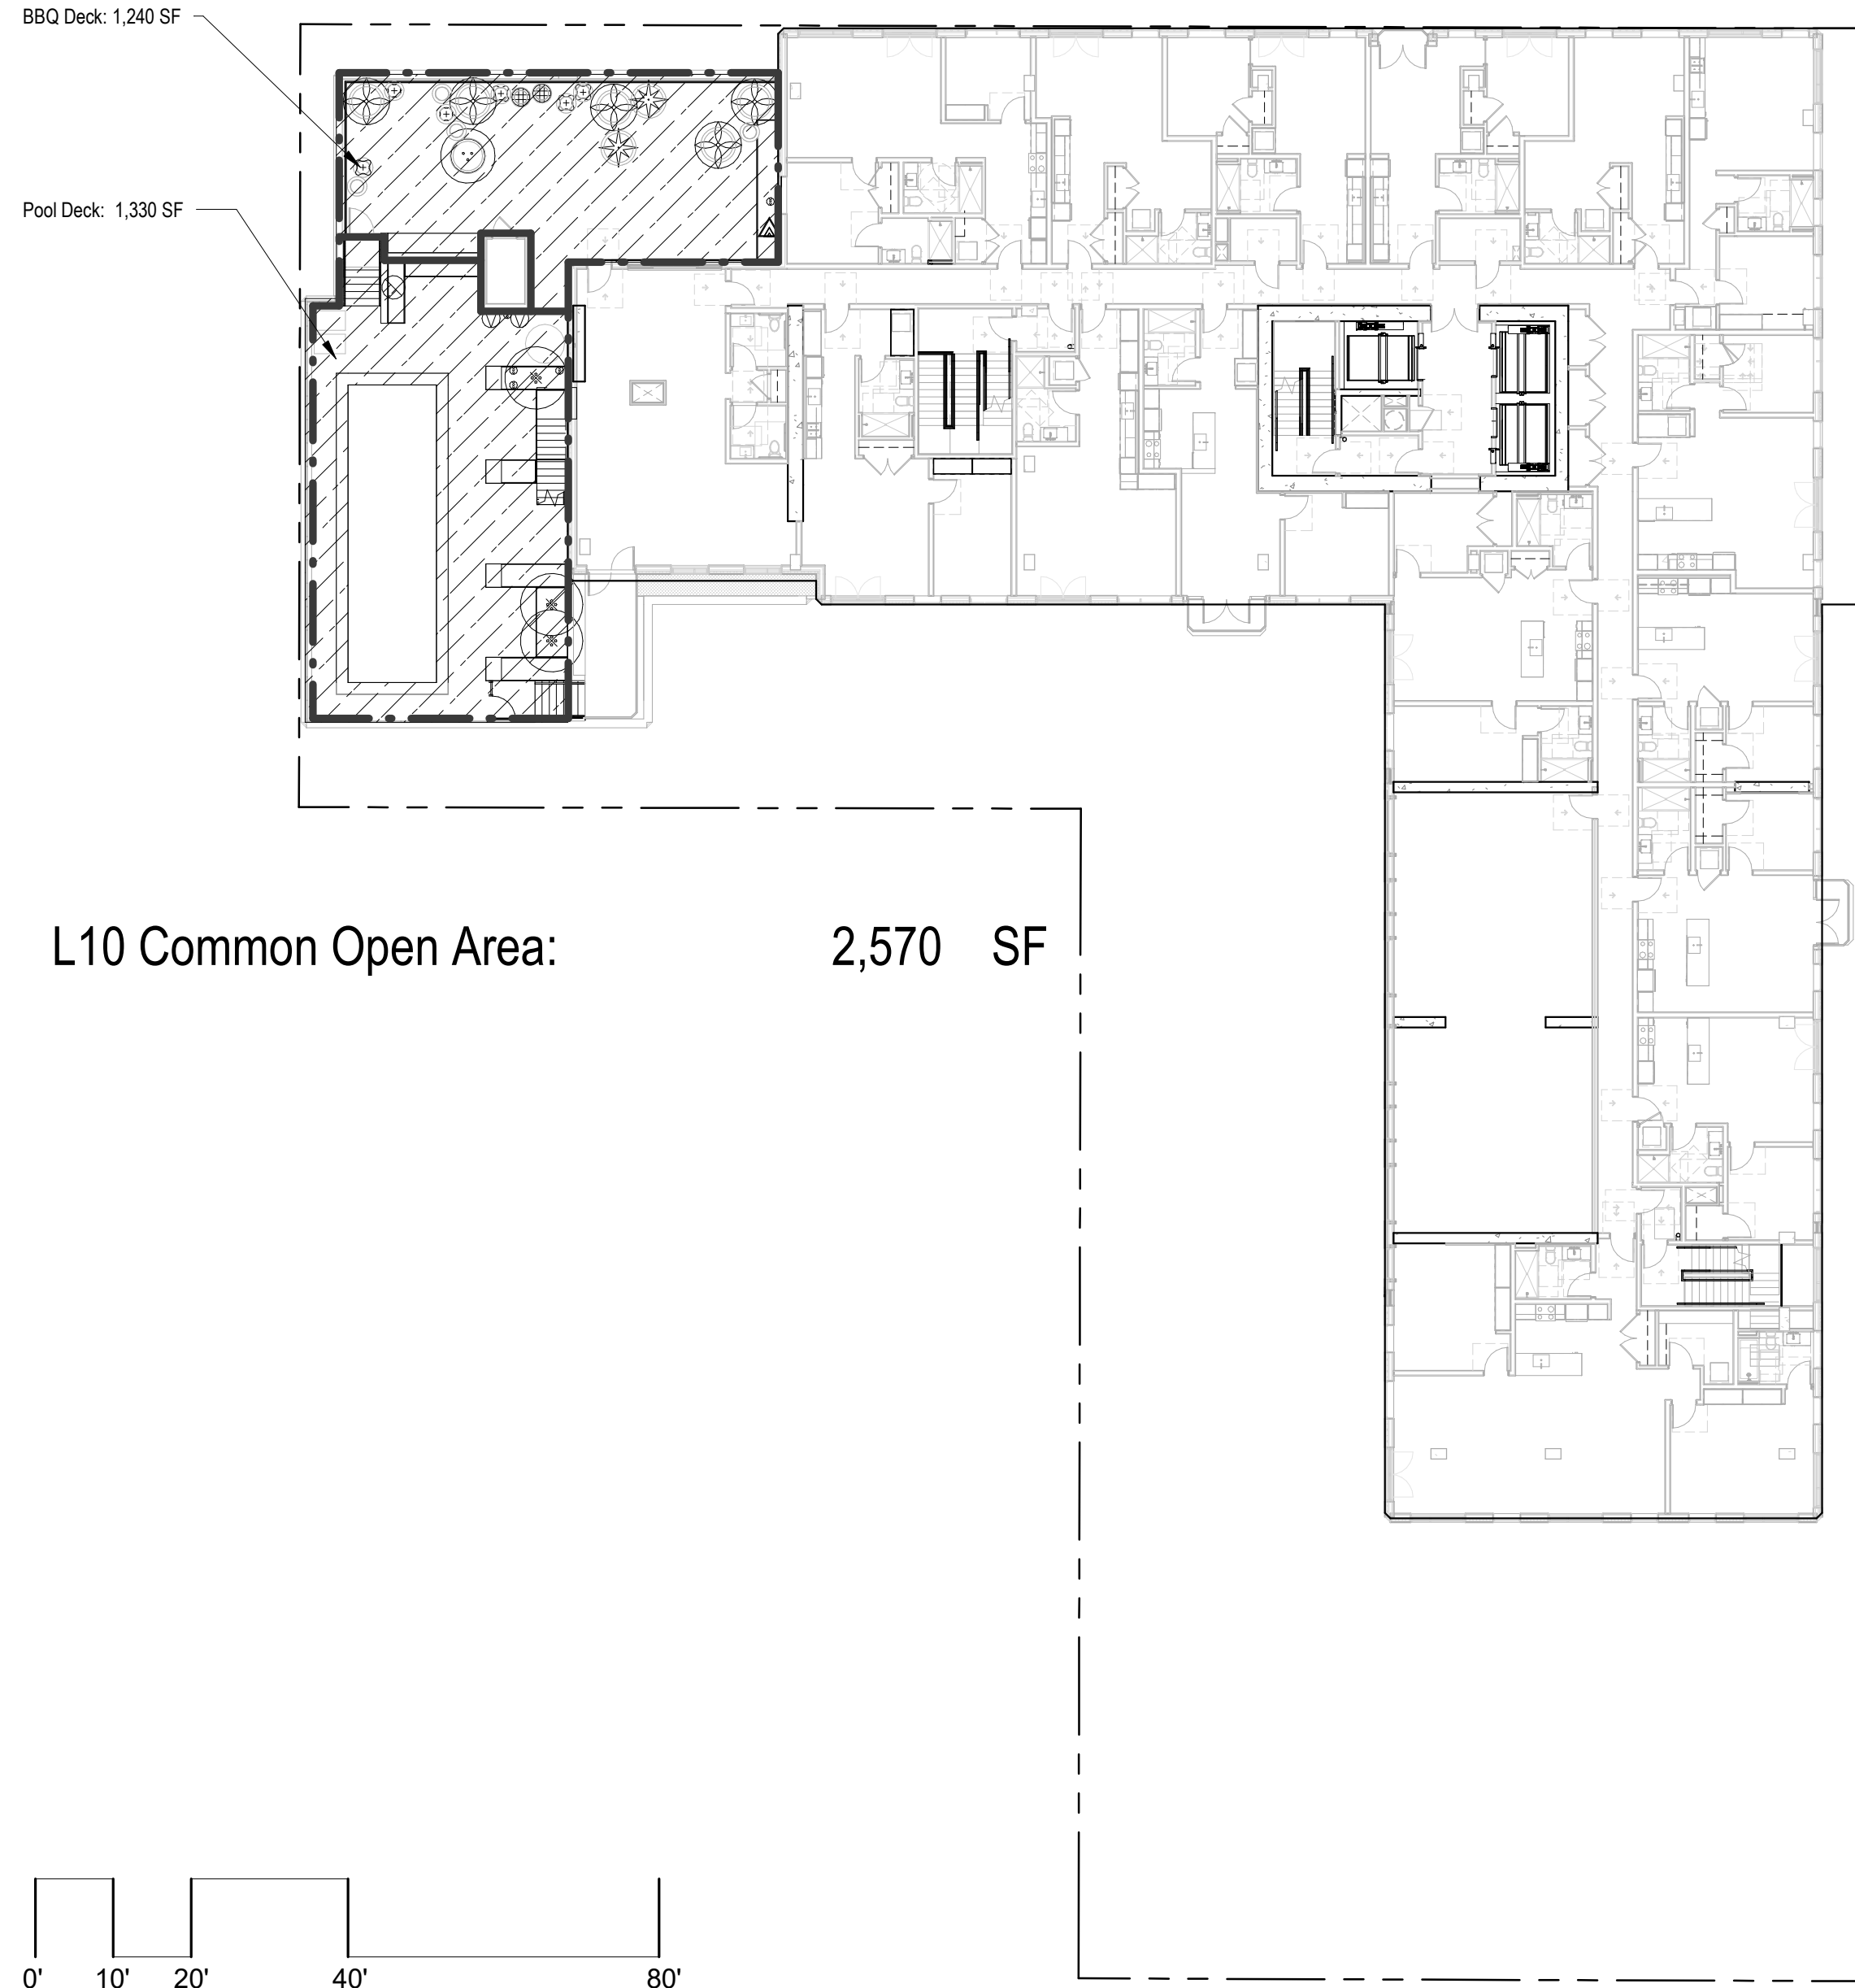 BBQ Deck: 1,240 SF
Pool Deck: 1,330 SF
L10 Common Open Area: 2,570 SF
0' 10' 20' 40' 80'